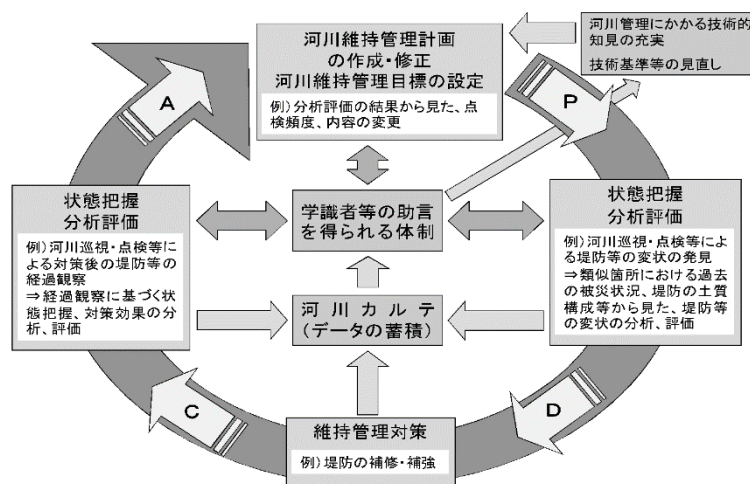 河川維持管理計画
の作成・修正
河川維持管理目標の設定
例)分析評価の結果から見た、点
検頻度、内容の変更
河川管理にかかる技術的
知見の充実
技術基準等の見直し
A
P
状態把握
分析評価
例)河川巡視・点検等に
よる対策後の堤防等の
経過観察
⇒経過観察に基づく状
態把握、対策効果の分
析、評価
学識者等の助言
を得られる体制
状態把握
分析評価
例)河川巡視・点検等によ
る堤防等の変状の発見
⇒類似箇所における過去
の被災状況、堤防の土質
構成等から見た、堤防等
の変状の分析、評価
河川カルテ
(データの蓄積)
C
D
維持管理対策
例)堤防の補修・補強